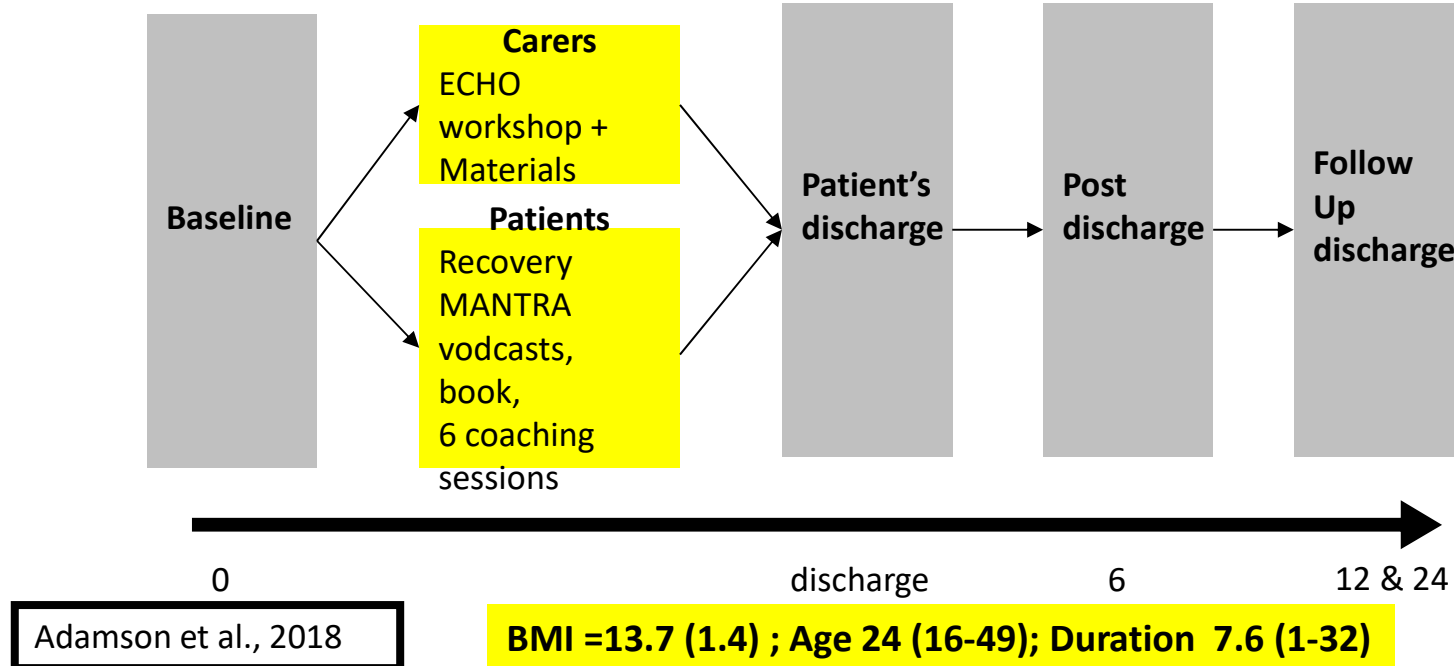 Baseline
Carers
ECHO
workshop +
Materials
Patients
Recovery
MANTRA
vodcasts,
book,
6 coaching
sessions
Patient’s
discharge
Post
discharge
Follow
Up
discharge
0
discharge
6
12 & 24
Adamson et al., 2018
BMI =13.7 (1.4) ; Age 24 (16-49); Duration 7.6 (1-32)